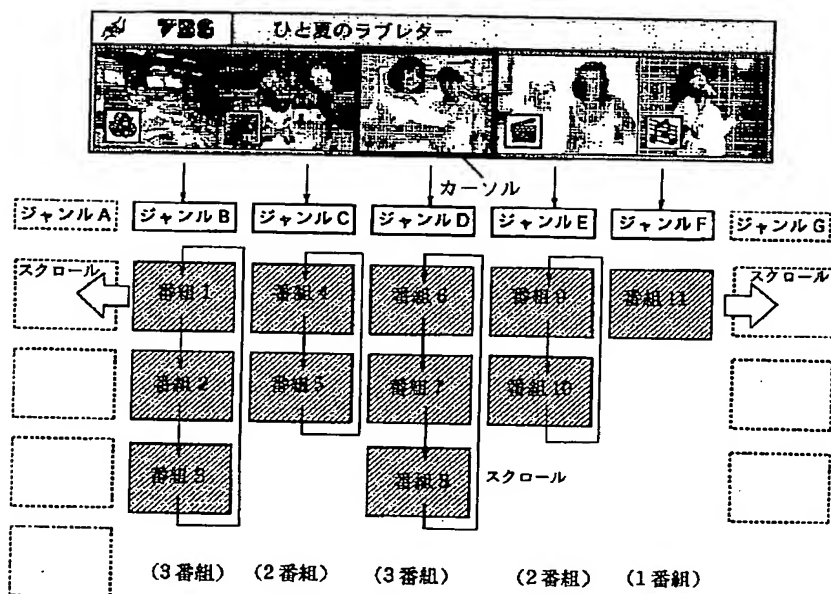 TBS ひと夏のラブレター
カーソル
ジャンルA ジャンルB ジャンルC ジャンルD ジャンルE ジャンルF ジャンルG
スクロール 番組1 番組4 番組6 番組9 番組11 スクロール
番組2 番組5 番組7 番組10
番組3 番組8 スクロール
(3番組) (2番組) (3番組) (2番組) (1番組)